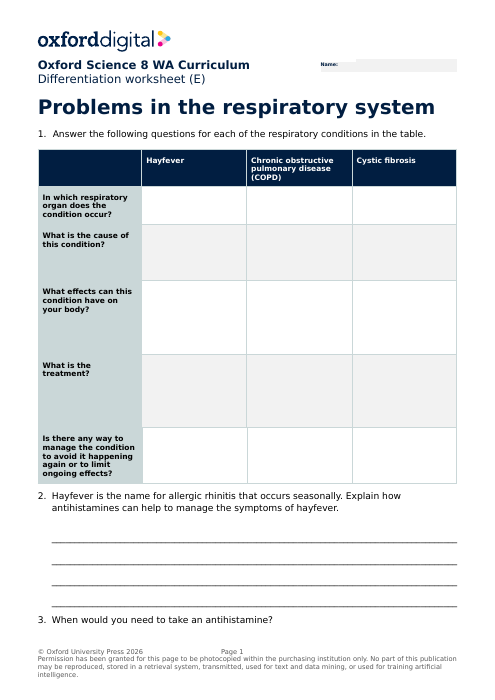 oxforddigital
Oxford Science 8 WA Curriculum
Name:
Differentiation worksheet (E)
Problems in the respiratory system
1. Answer the following questions for each of the respiratory conditions in the table.
Hayfever
Chronic obstructive
pulmonary disease
(COPD)
Cystic fibrosis
In which respiratory
organ does the
condition occur?
What is the cause of
this condition?
What effects can this
condition have on
your body?
What is the
treatment?
Is there any way to
manage the condition
to avoid it happening
again or to limit
ongoing effects?
2. Hayfever is the name for allergic rhinitis that occurs seasonally. Explain how
antihistamines can help to manage the symptoms of hayfever.
3. When would you need to take an antihistamine?
© Oxford University Press 2026 Page 1
Permission has been granted for this page to be photocopied within the purchasing institution only. No part of this publication
may be reproduced, stored in a retrieval system, transmitted, used for text and data mining, or used for training artificial
intelligence.